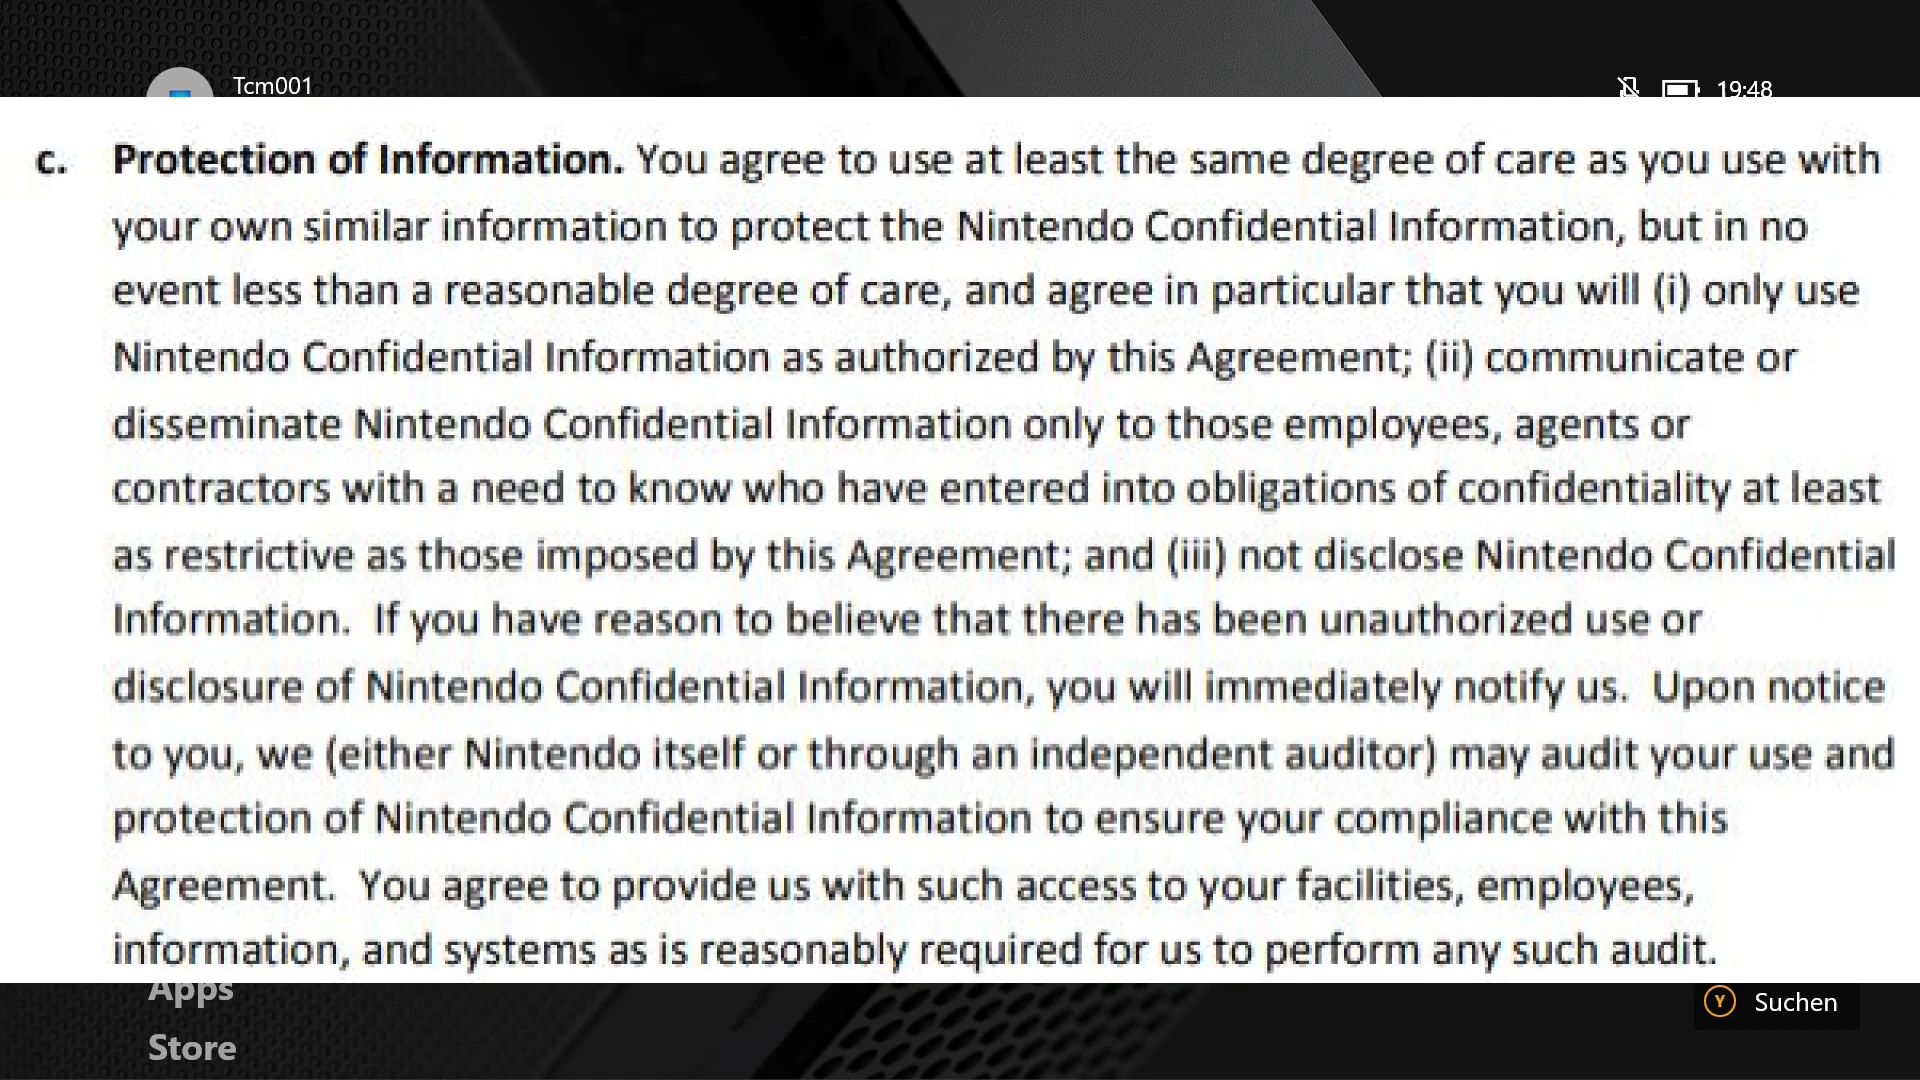 Tcm001
19:48
c. Protection of Information. You agree to use at least the same degree of care as you use with
your own similar information to protect the Nintendo Confidential Information, but in no
event less than a reasonable degree of care, and agree in particular that you will (i) only use
Nintendo Confidential Information as authorized by this Agreement; (ii) communicate or
disseminate Nintendo Confidential Information only to those employees, agents or
contractors with a need to know who have entered into obligations of confidentiality at least
as restrictive as those imposed by this Agreement; and (iii) not disclose Nintendo Confidential
Information. If you have reason to believe that there has been unauthorized use or
disclosure of Nintendo Confidential Information, you will immediately notify us. Upon notice
to you, we (either Nintendo itself or through an independent auditor) may audit your use and
protection of Nintendo Confidential Information to ensure your compliance with this
Agreement. You agree to provide us with such access to your facilities, employees,
information, and systems as is reasonably required for us to perform any such audit.
Apps
Y Suchen
Store